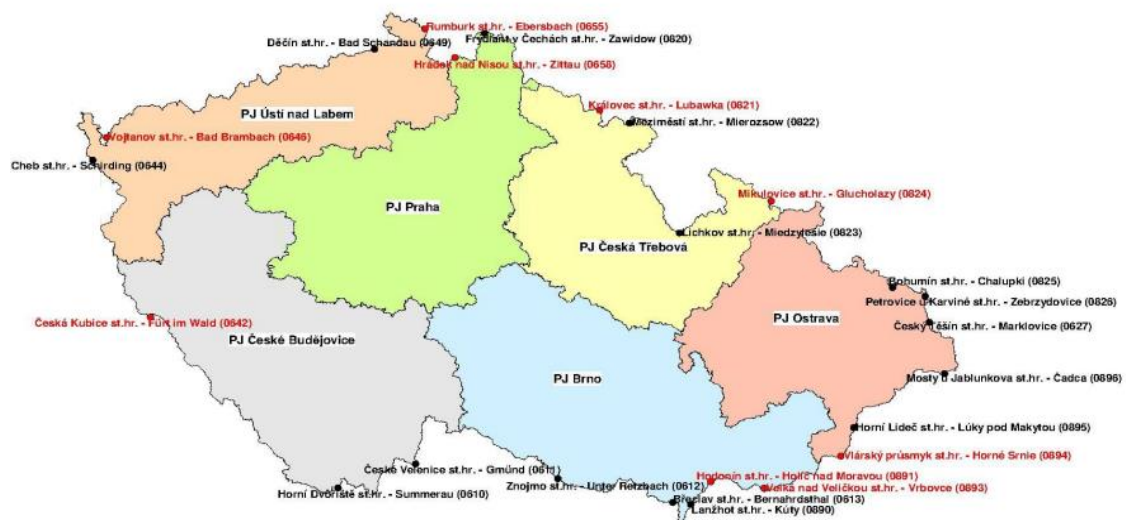 Rumburk st.hr. - Ebersbach (0655)
Frýdlant v Čechách st.hr. - Zawidow (0820)
Děčín st.hr. - Bad Schandau (0649)
Hrádek nad Nisou st.hr. - Zittau (0658)
Královec st.hr. - Lubawka (0821)
PJ Ústí nad Labem
Meziměstí st.hr. - Mierozsow (0822)
Vojtanov st.hr. - Bad Brambach (0646)
Cheb st.hr. - Schirding (0644)
Mikulovice st.hr. - Glucholazy (0824)
PJ Praha
Lichkov st.hr. - Miedzylesie (0823)
PJ Česká Třebová
Bohumín st.hr. - Chalupki (0825)
Petrovice u Karviné st.hr. - Zebrzydovice (0826)
Česká Kubice st.hr. - Fürt im Wald (0642)
PJ Ostrava
Český Těšín st.hr. - Marklovice (0627)
PJ České Budějovice
PJ Brno
Mosty u Jablunkova st.hr. - Čadca (0896)
Horní Lideč st.hr. - Lúky pod Makytou (0895)
Vlárský průsmyk st.hr. - Horné Srnie (0894)
České Velenice st.hr. - Gmünd (0611)
Hodonín st.hr. - Holíč nad Moravou (0891)
Znojmo st.hr. - Unter Retzbach (0612)
Velká nad Veličkou st.hr. - Vrbovce (0893)
Horní Dvořiště st.hr. - Summerau (0610)
Břeclav st.hr. - Bernahrdsthal (0613)
Lanžhot st.hr. - Kúty (0890)